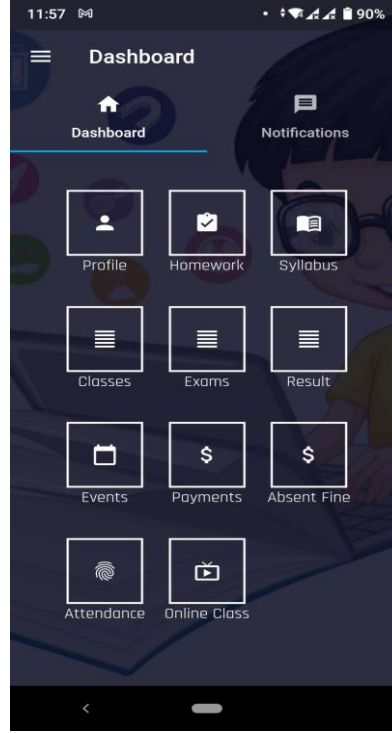 11:57 90%
Dashboard
Dashboard Notifications
Profile Homework Syllabus
Classes Exams Result
Events Payments Absent Fine
Attendance Online Class